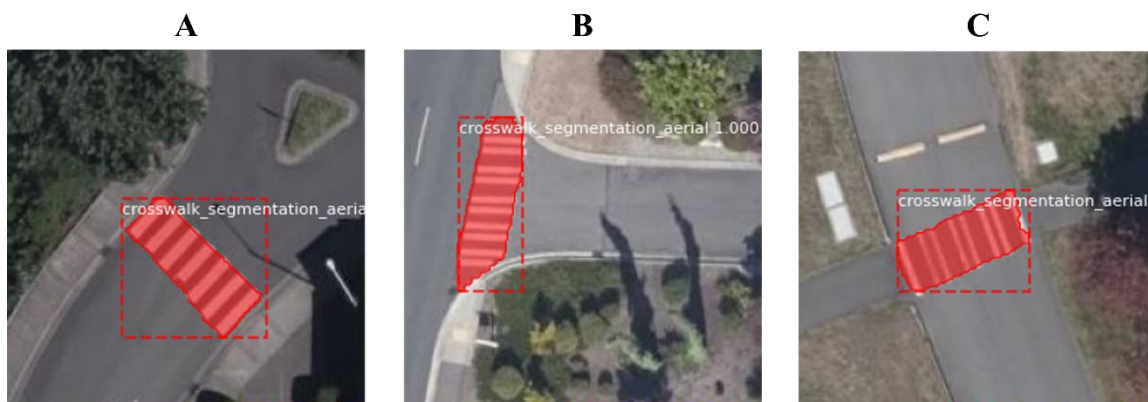 A
B
C
crosswalk_segmentation_aeria
crosswalk_segmentation_aerial 1.000
crosswalk_segmentation_aerial